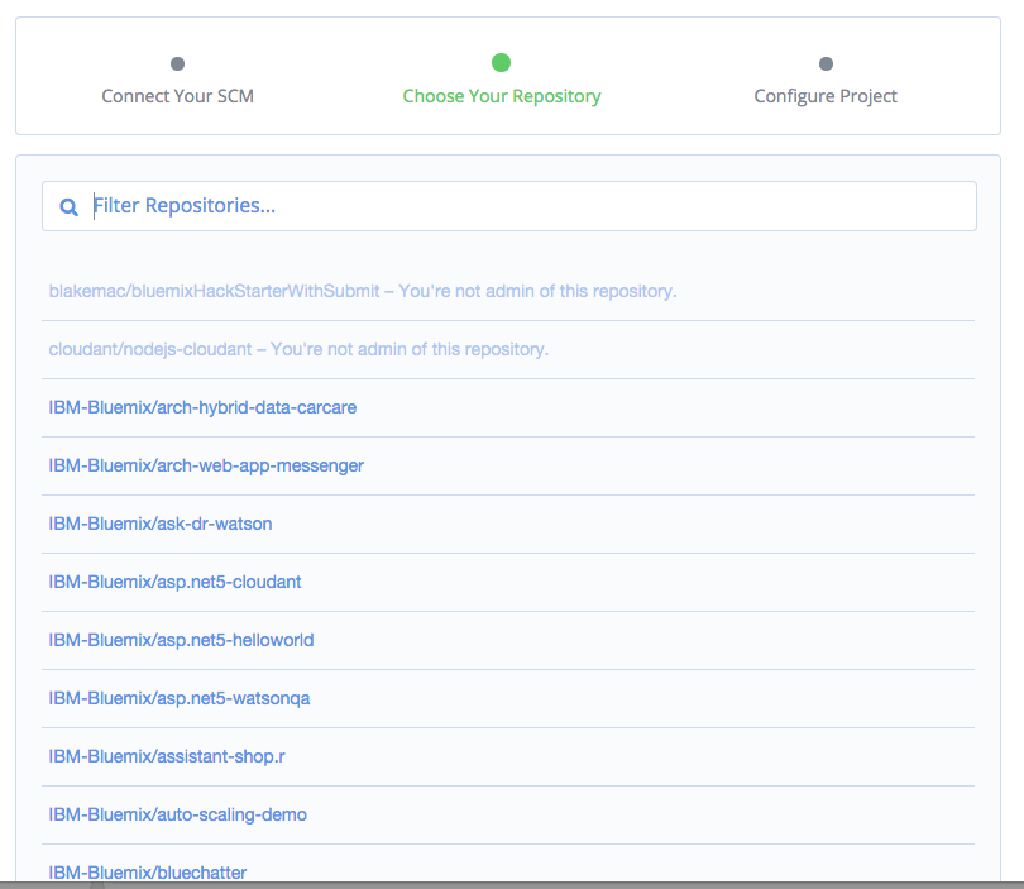 Connect Your SCM
Choose Your Repository
Configure Project
Filter Repositories...
blakemac/bluemixHackStarterWithSubmit – You're not admin of this repository.
cloudant/nodejs-cloudant – You're not admin of this repository.
IBM-Bluemix/arch-hybrid-data-carcare
IBM-Bluemix/arch-web-app-messenger
IBM-Bluemix/ask-dr-watson
IBM-Bluemix/asp.net5-cloudant
IBM-Bluemix/asp.net5-helloworld
IBM-Bluemix/asp.net5-watsonqa
IBM-Bluemix/assistant-shop.r
IBM-Bluemix/auto-scaling-demo
IBM-Bluemix/bluechatter